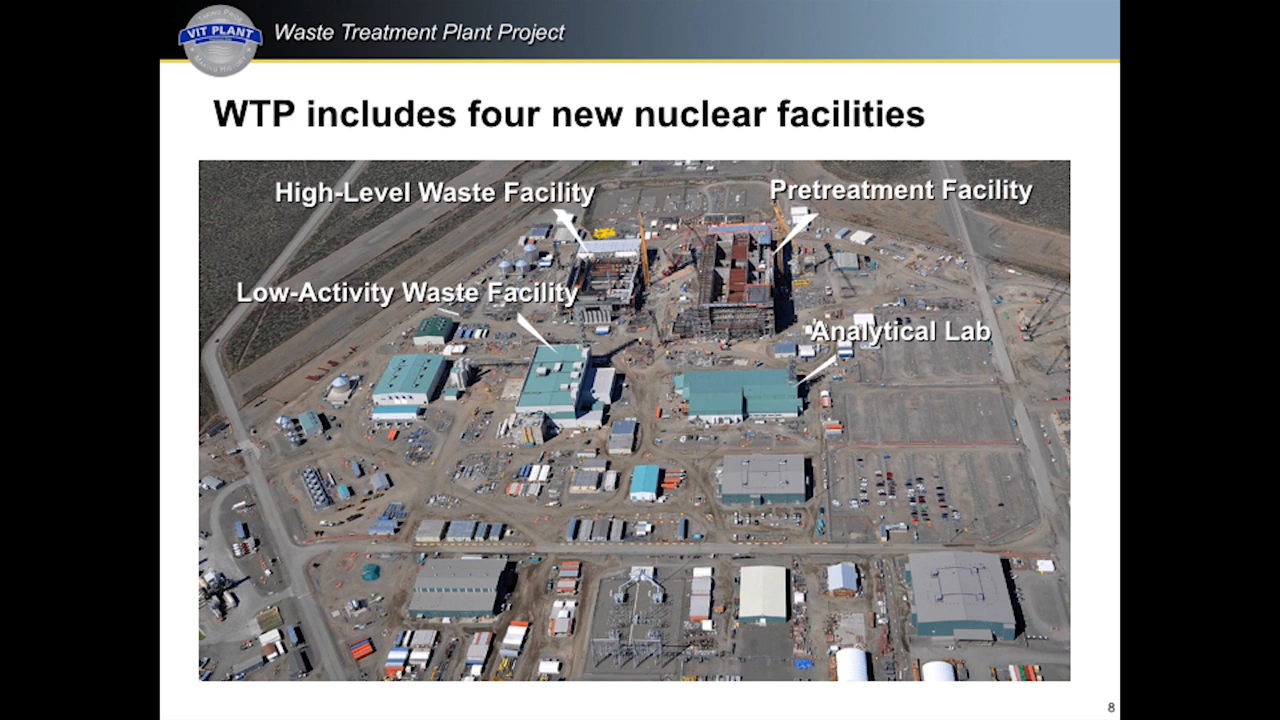 VIT PLANT
Waste Treatment Plant Project
WTP includes four new nuclear facilities
High-Level Waste Facility
Pretreatment Facility
Low-Activity Waste Facility
Analytical Lab
8